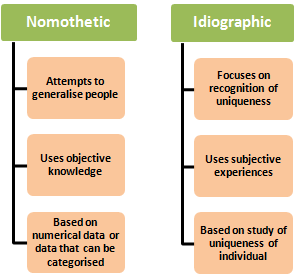 Nomothetic
Attempts to
generalise people
Uses objective
knowledge
Based on
numerical data or
data that can be
categorised
Idiographic
Focuses on
recognition of
uniqueness
Uses subjective
experiences
Based on study of
uniqueness of
individual